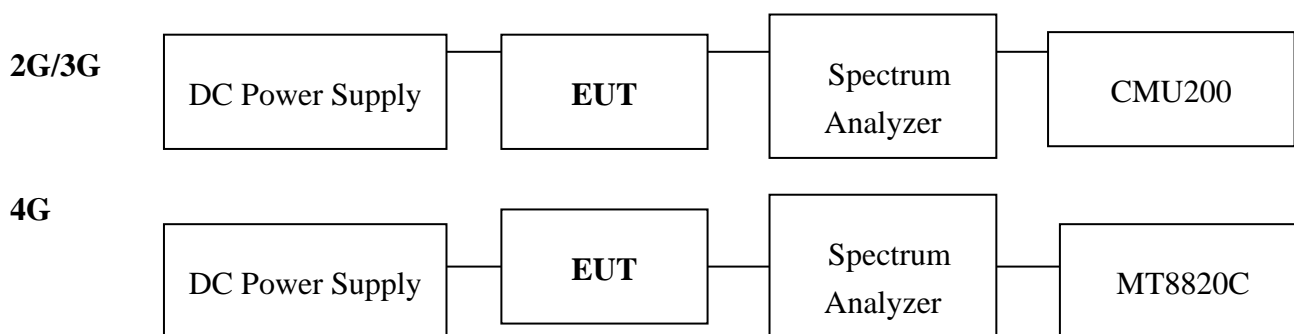 2G/3G
DC Power Supply
EUT
Spectrum
Analyzer
CMU200
4G
DC Power Supply
EUT
Spectrum
Analyzer
MT8820C